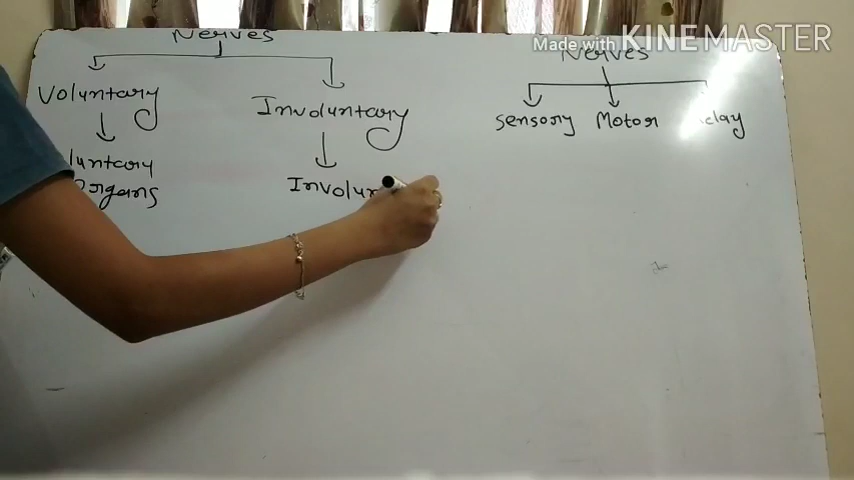 Made with KINEMASTER
Nerves
Voluntary
Involuntary
Organs
Nerves
Sensory Motor